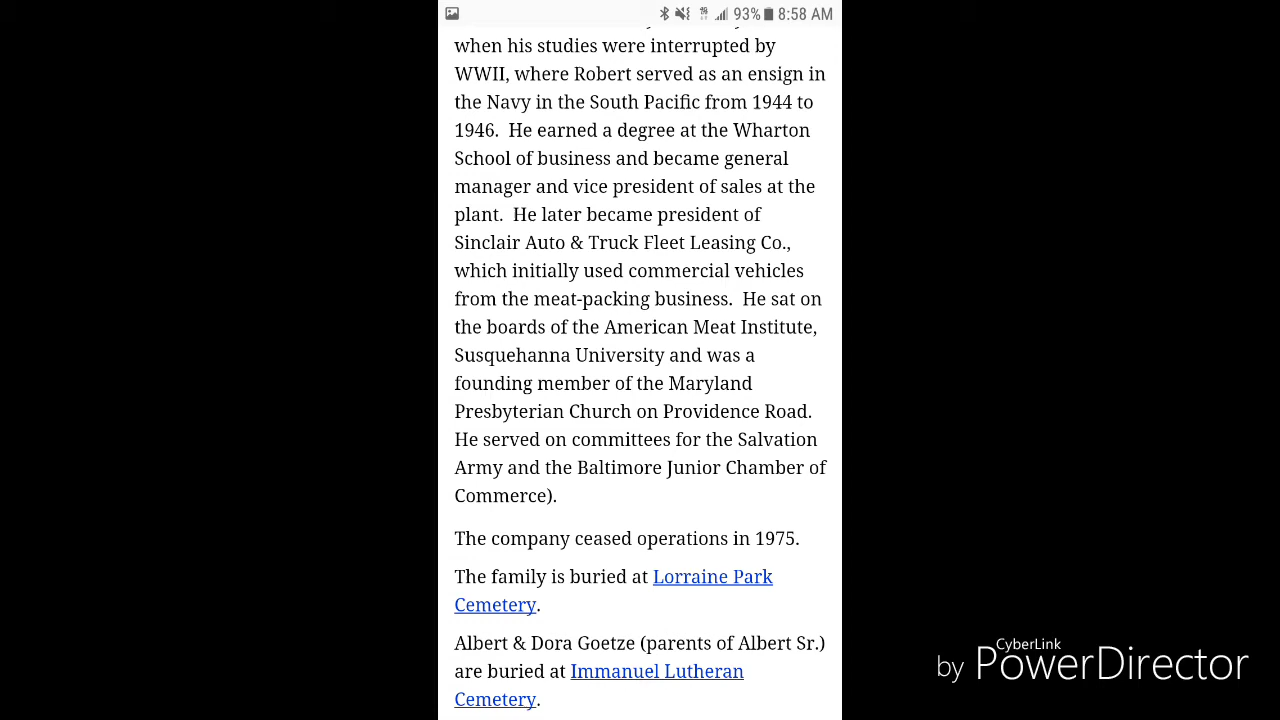 93% 8:58 AM
when his studies were interrupted by
WWII, where Robert served as an ensign in
the Navy in the South Pacific from 1944 to
1946.  He earned a degree at the Wharton
School of business and became general
manager and vice president of sales at the
plant.  He later became president of
Sinclair Auto & Truck Fleet Leasing Co.,
which initially used commercial vehicles
from the meat-packing business.  He sat on
the boards of the American Meat Institute,
Susquehanna University and was a
founding member of the Maryland
Presbyterian Church on Providence Road.
He served on committees for the Salvation
Army and the Baltimore Junior Chamber of
Commerce).
The company ceased operations in 1975.
The family is buried at Lorraine Park
Cemetery.
Albert & Dora Goetze (parents of Albert Sr.)
are buried at Immanuel Lutheran
Cemetery.
CyberLink
by PowerDirector